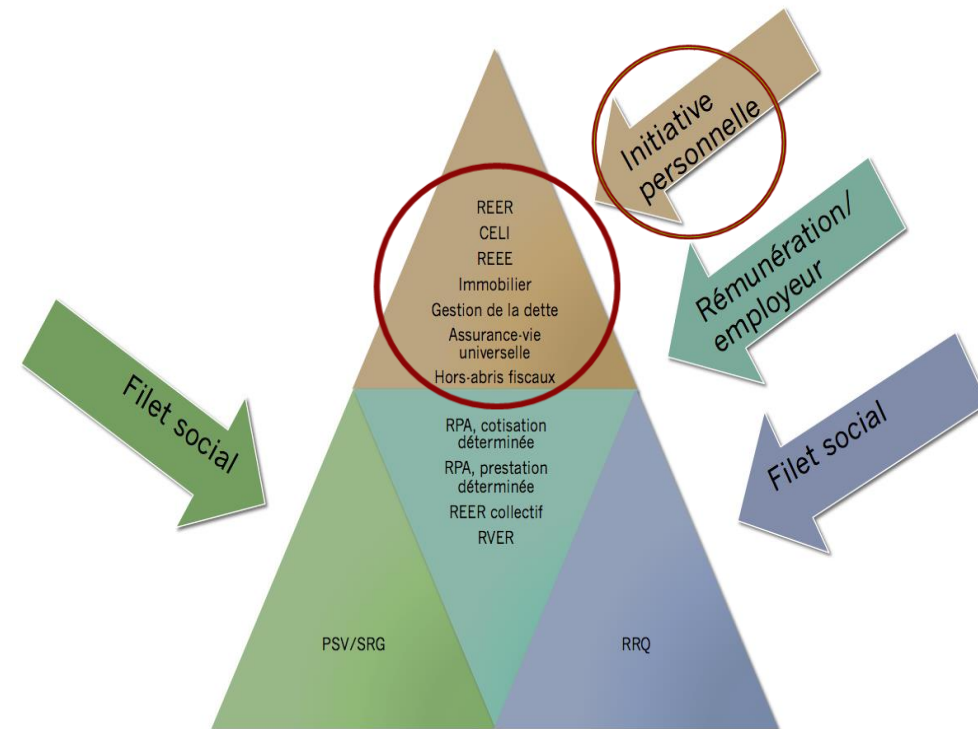 Initiative
personnelle
REER
CELI
REEE
Immobilier
Gestion de la dette
Assurance-vie
universelle
Hors-abris fiscaux
Rémunération/
employeur
Filet social
Filet social
RPA, cotisation
déterminée
RPA, prestation
déterminée
REER collectif
RVER
PSV/SRG
RRQ